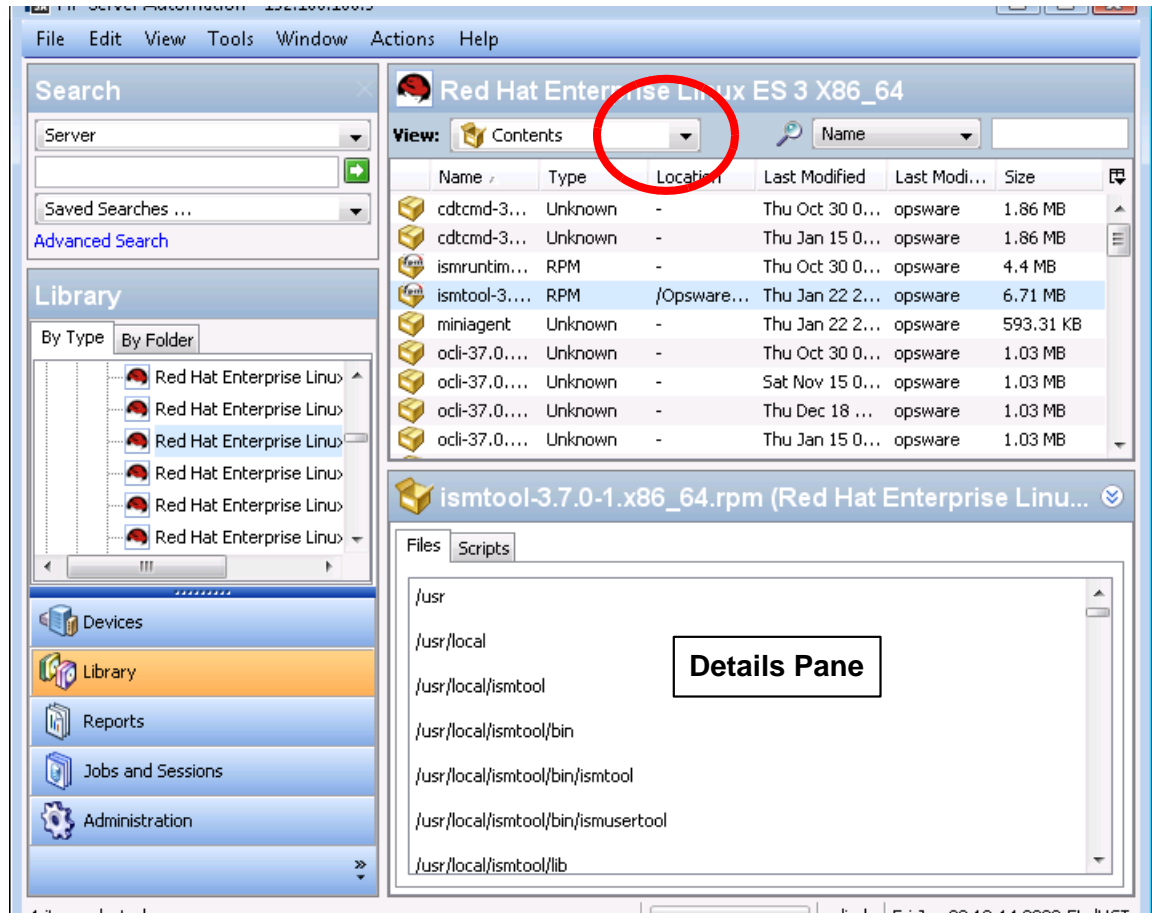 File Edit View Tools Window Actions Help
Search
Server
Saved Searches ...
Advanced Search
Library
By Type By Folder
Red Hat Enterprise Linux
Red Hat Enterprise Linux
Red Hat Enterprise Linux
Red Hat Enterprise Linux
Red Hat Enterprise Linux
Red Hat Enterprise Linux
Devices
Library
Reports
Jobs and Sessions
Administration
Red Hat Enterprise Linux ES 3 X86_64
View: Contents Name
Name Type Location Last Modified Last Modi... Size
cdtcmd-3... Unknown - Thu Oct 30 0... opsware 1.86 MB
cdtcmd-3... Unknown - Thu Jan 15 0... opsware 1.86 MB
ismruntim... RPM - Thu Oct 30 0... opsware 4.4 MB
ismtool-3.... RPM /Opsware... Thu Jan 22 2... opsware 6.71 MB
miniagent Unknown - Thu Jan 22 2... opsware 593.31 KB
ocli-37.0.... Unknown - Thu Oct 30 0... opsware 1.03 MB
ocli-37.0.... Unknown - Sat Nov 15 0... opsware 1.03 MB
ocli-37.0.... Unknown - Thu Dec 18 ... opsware 1.03 MB
ocli-37.0.... Unknown - Thu Jan 15 0... opsware 1.03 MB
ismtool-3.7.0-1.x86_64.rpm (Red Hat Enterprise Linu...
Files Scripts
/usr
/usr/local
/usr/local/ismtool
/usr/local/ismtool/bin
/usr/local/ismtool/bin/ismtool
/usr/local/ismtool/bin/ismusertool
/usr/local/ismtool/lib
Details Pane